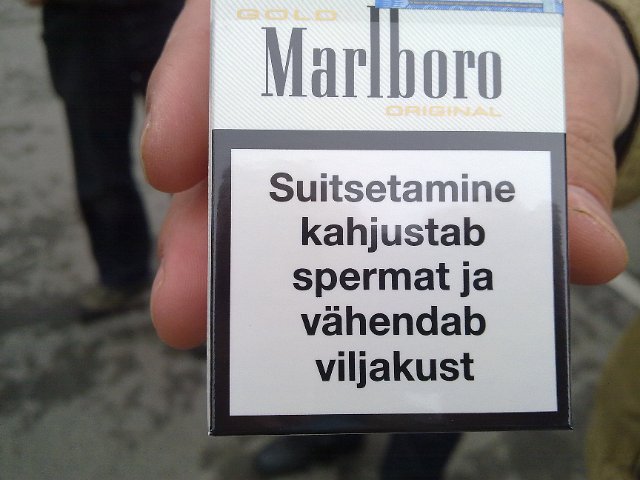 GOLD
Marlboro
ORIGINAL
Suitsetamine
kahjustab
spermat ja
vähendab
viljakust